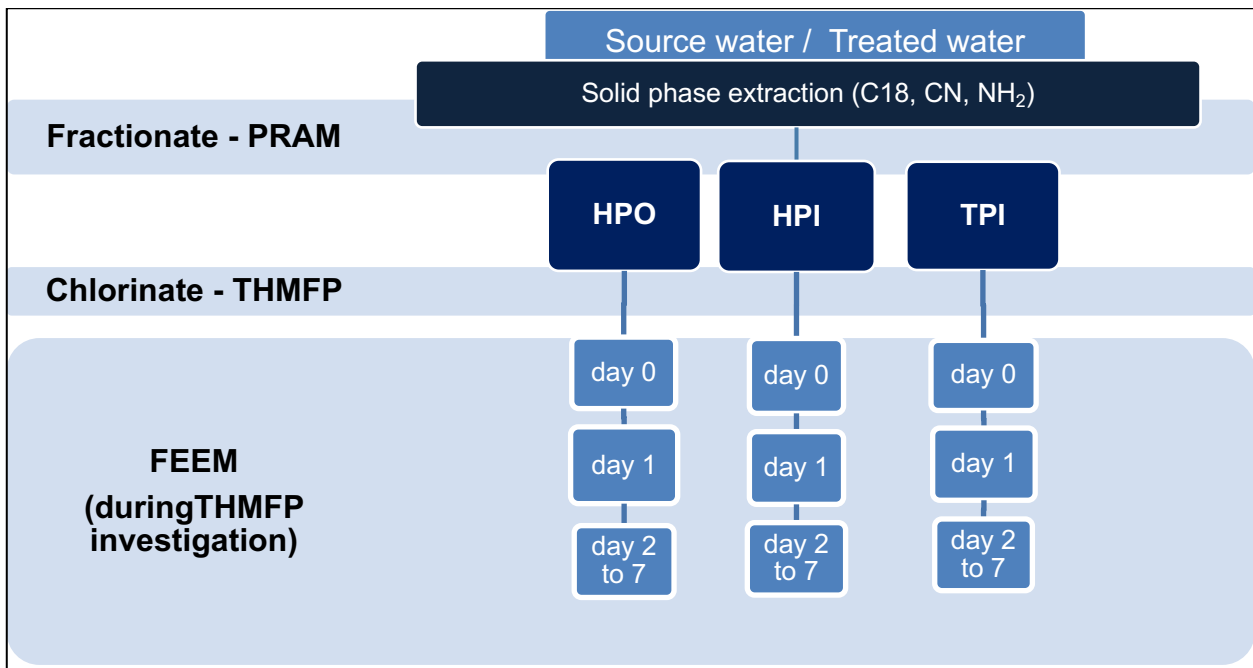 Source water / Treated water
Solid phase extraction (C18, CN, NH₂)
Fractionate - PRAM
HPO
HPI
TPI
Chlorinate - THMFP
day 0
day 0
day 0
FEEM
(duringTHMFP
investigation)
day 1
day 1
day 1
day 2
to 7
day 2
to 7
day 2
to 7